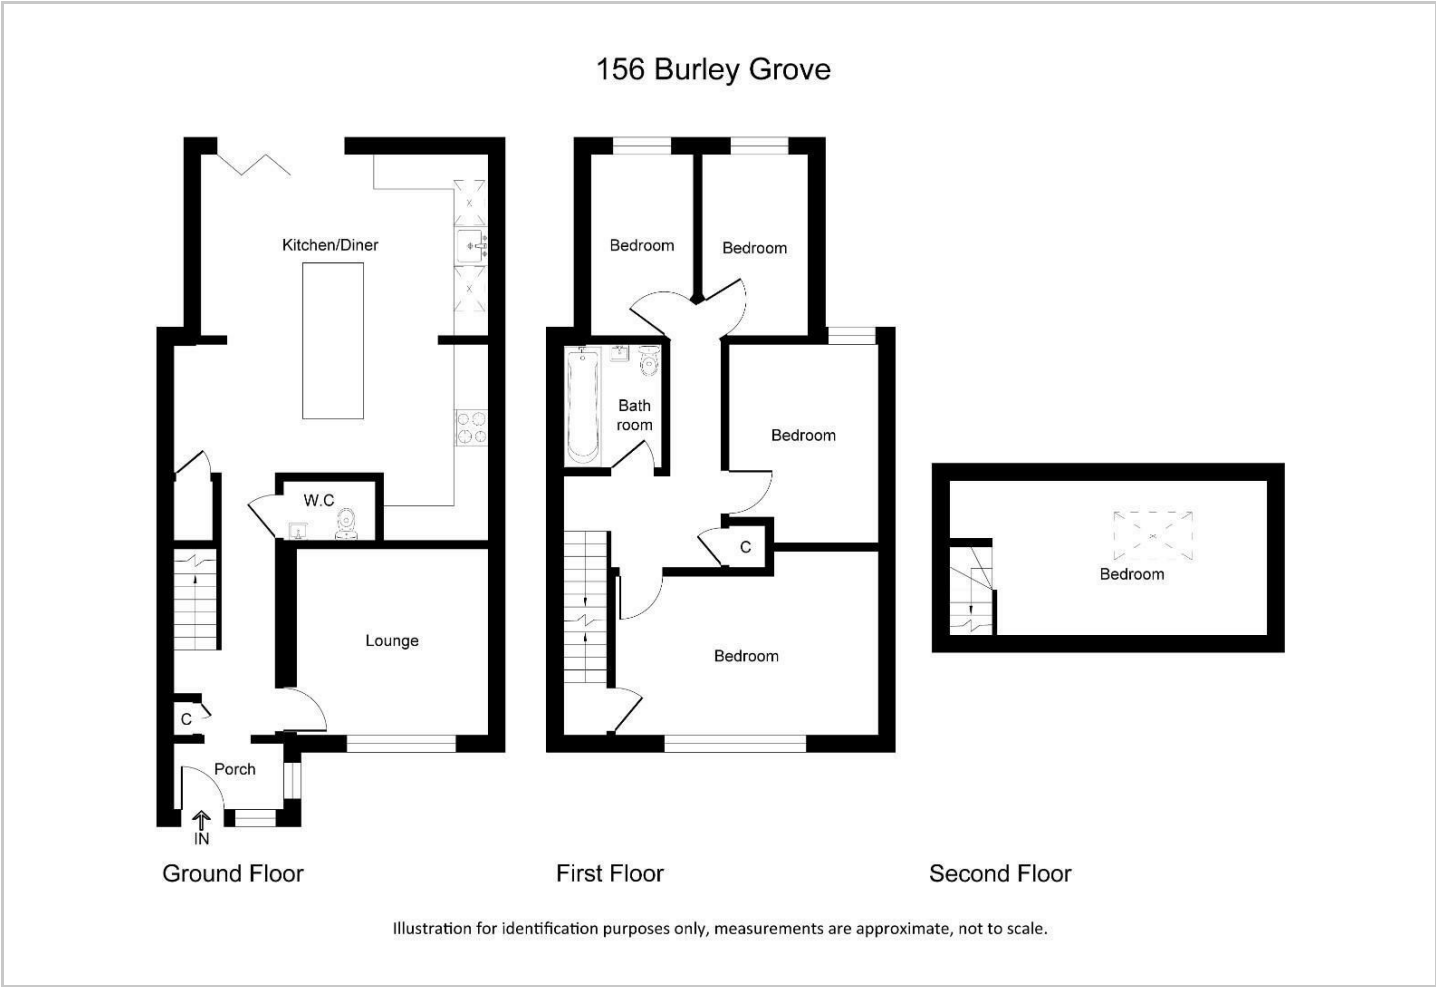 156 Burley Grove
Kitchen/Diner
W.C
Lounge
C
Porch
IN
Ground Floor
Bedroom
Bedroom
Bath
room
Bedroom
C
Bedroom
First Floor
Bedroom
Second Floor
Illustration for identification purposes only, measurements are approximate, not to scale.